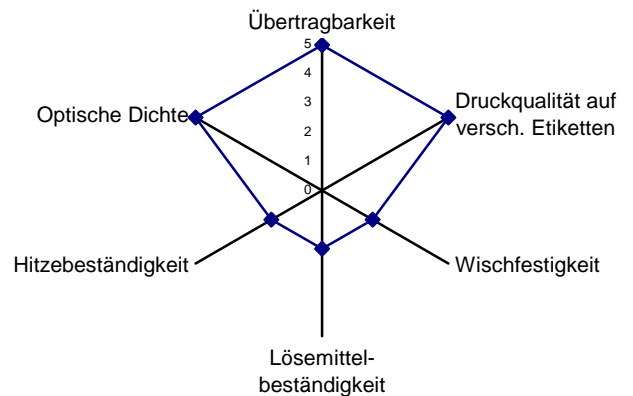 Übertragbarkeit
5
4
3
2
1
0
Optische Dichte
Druckqualität auf
versch. Etiketten
Hitzebeständigkeit
Wischfestigkeit
Lösemittel-
beständigkeit